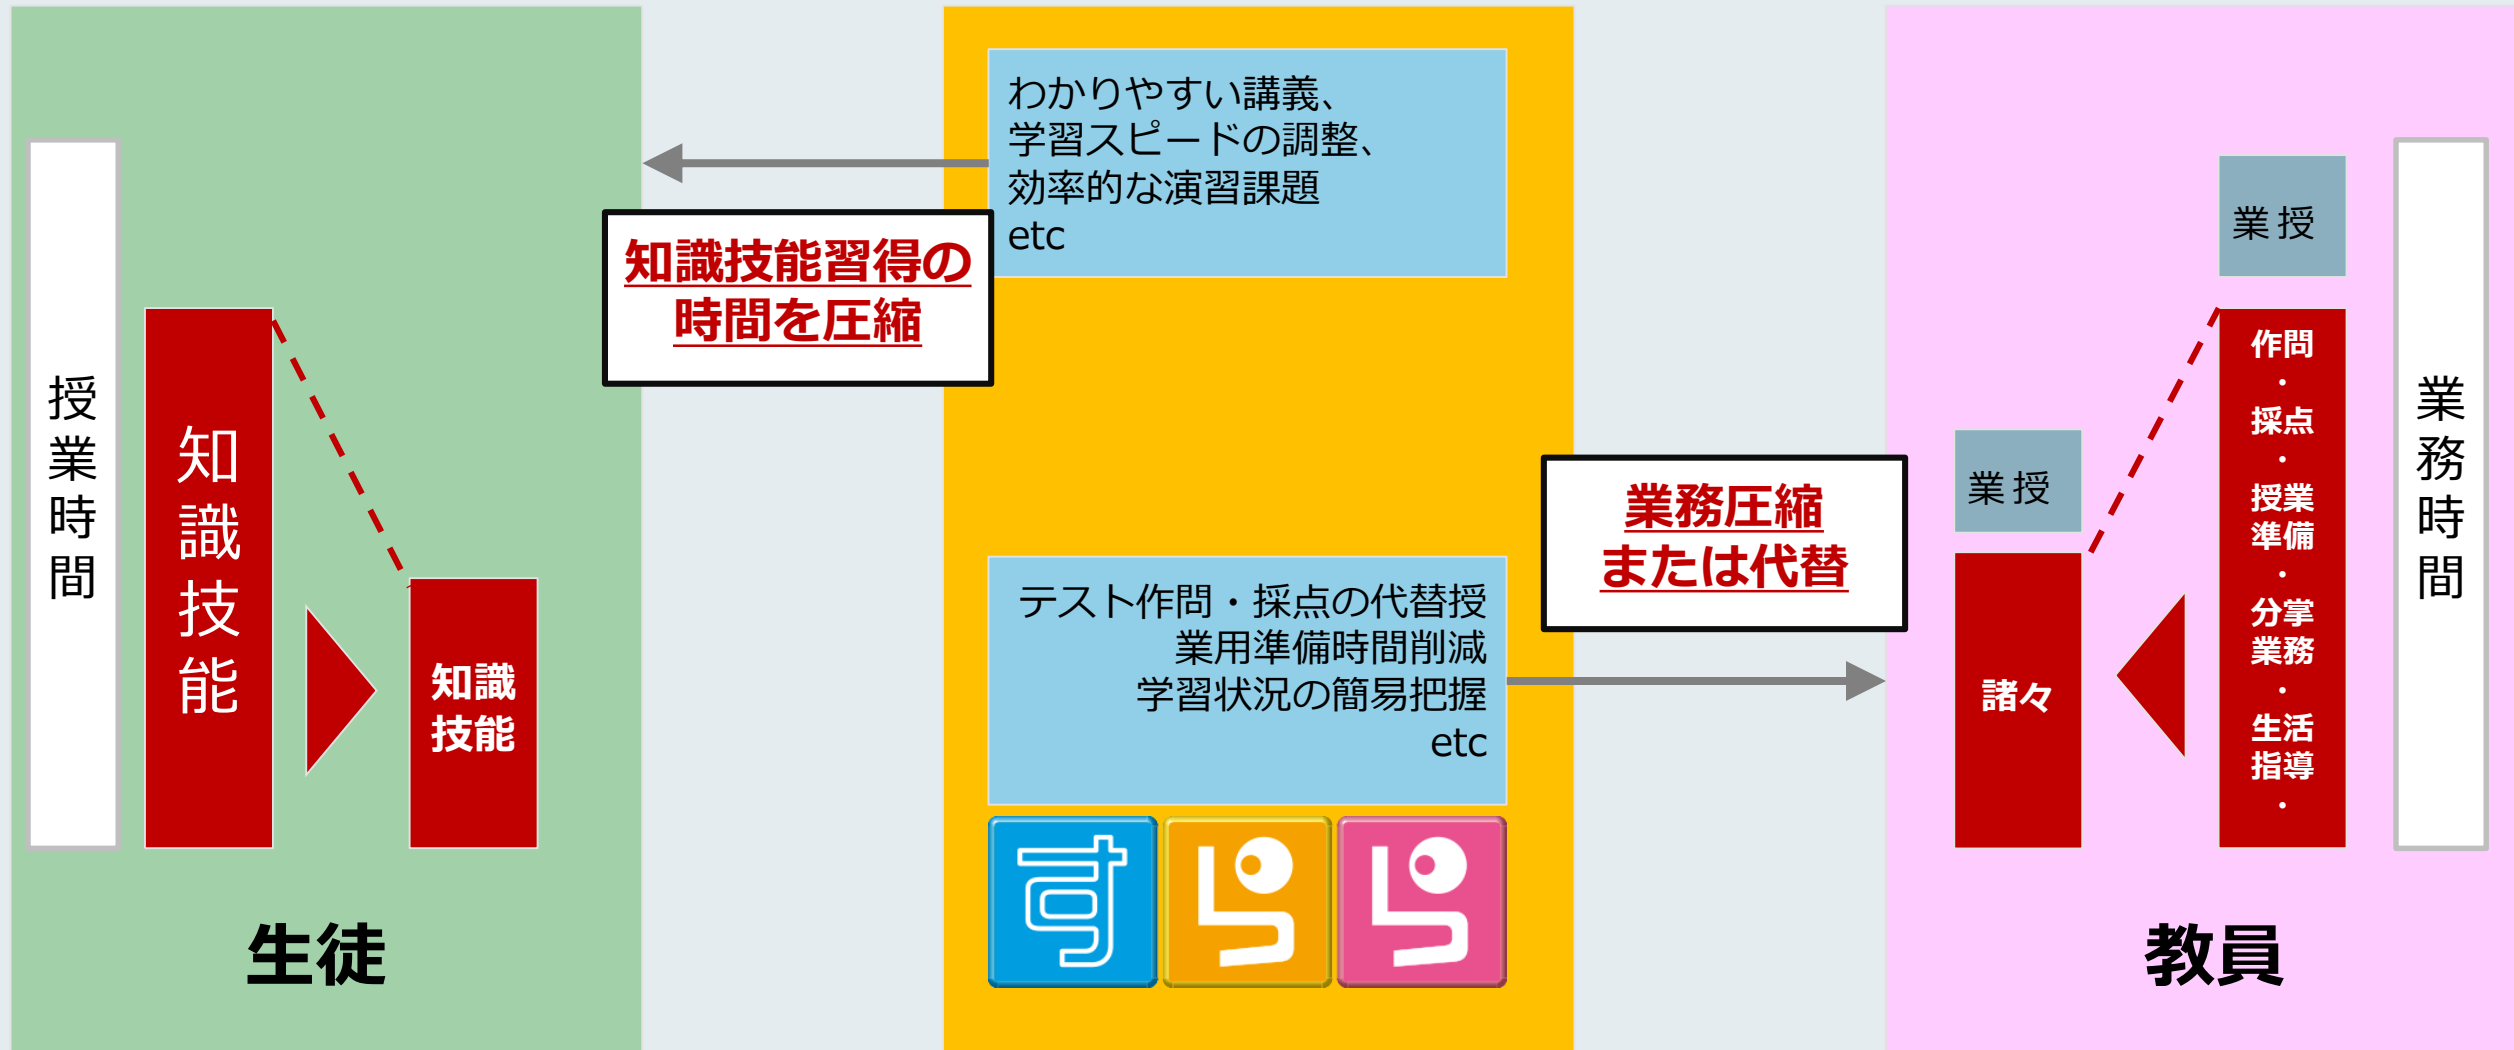 授業時間
知識技能
知識
技能
生徒
知識技能習得の
時間を圧縮
わかりやすい講義、
学習スピードの調整、
効率的な演習課題
etc
テスト作問・採点の代替授
業用準備時間削減
学習状況の簡易把握
etc
すらら
業務圧縮
または代替
業授
諸々
業授
作問
・
採点
・
授業
準備
・
分掌
業務
・
生活
指導
・
業務時間
教員